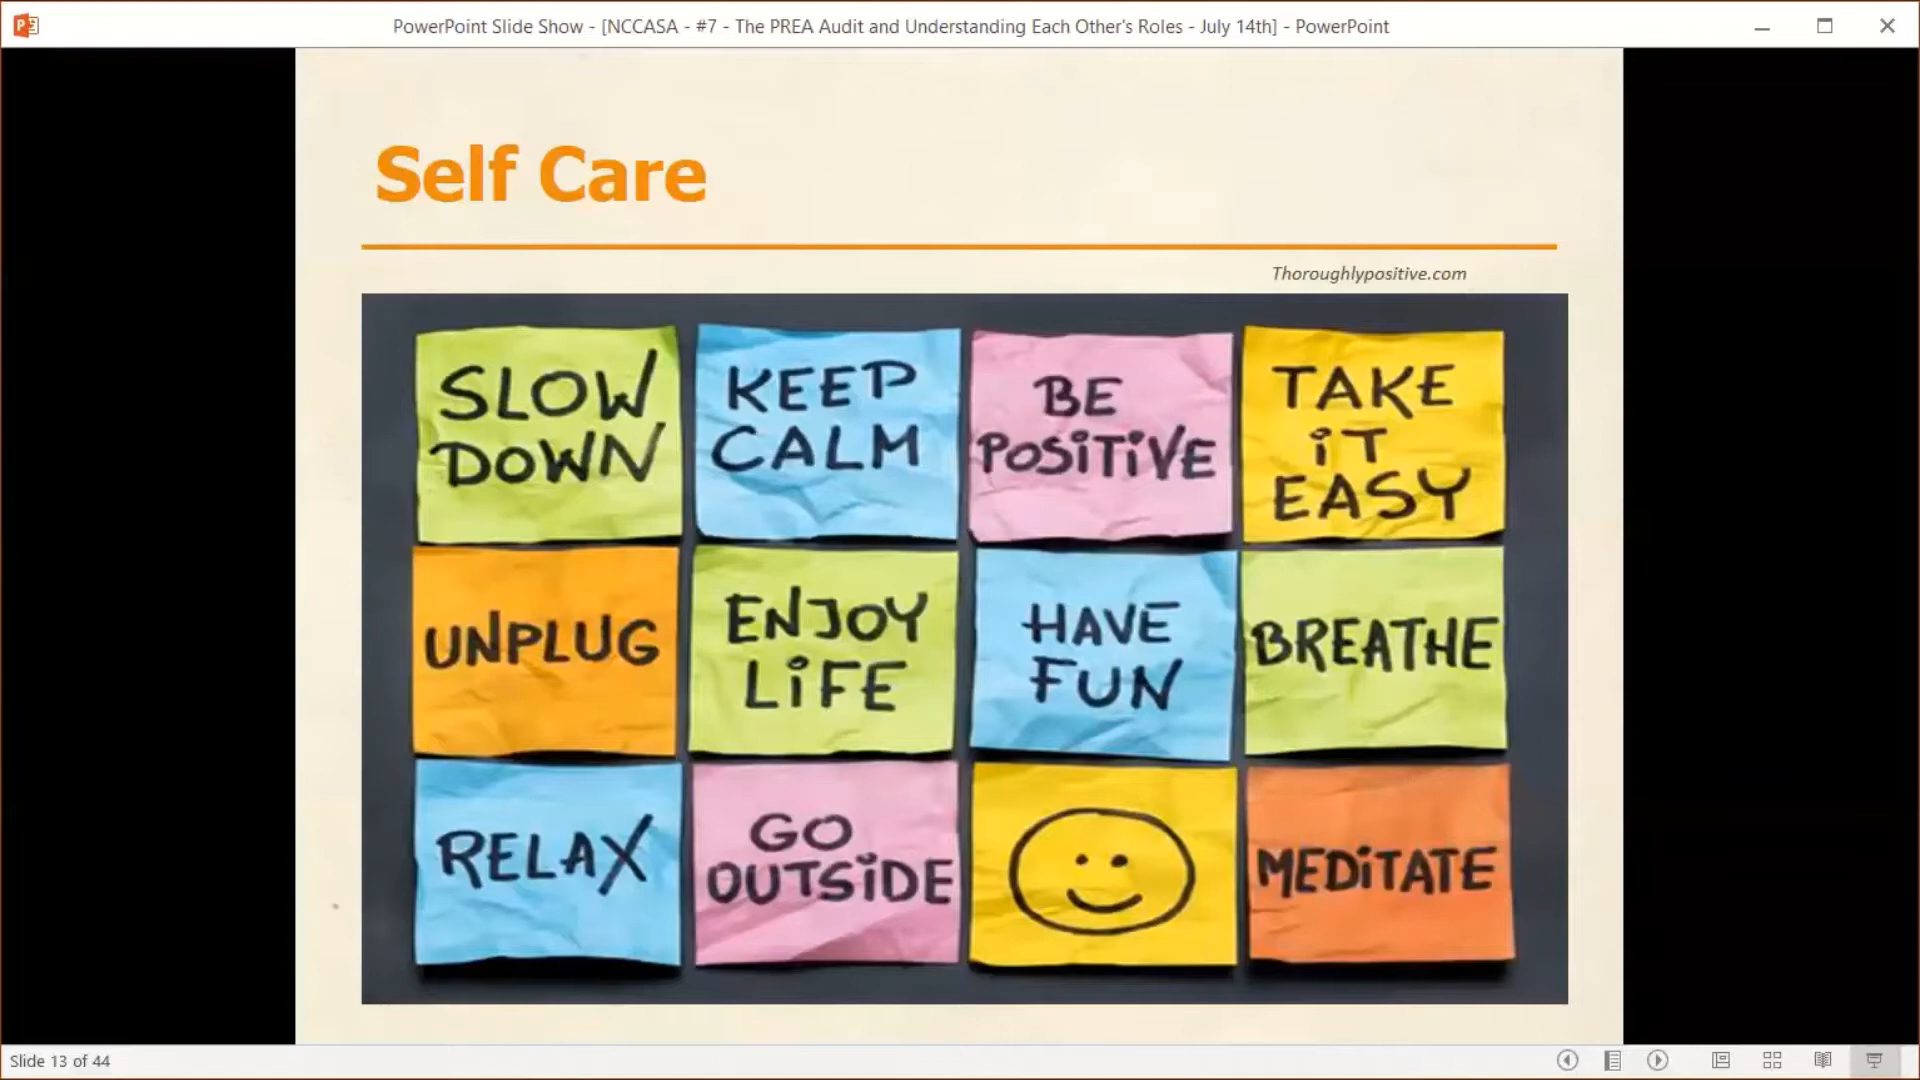 PowerPoint Slide Show - [NCCASA - #7 - The PREA Audit and Understanding Each Other's Roles - July 14th] - PowerPoint
Self Care
Thoroughlypositive.com
SLOW
DOWN
KEEP
CALM
BE
POSiTiVE
TAKE
iT
EASY
UNPLUG
ENJOY
LiFE
HAVE
FUN
BREATHE
RELAX
GO
OUTSiDE
MEDiTATE
Slide 13 of 44